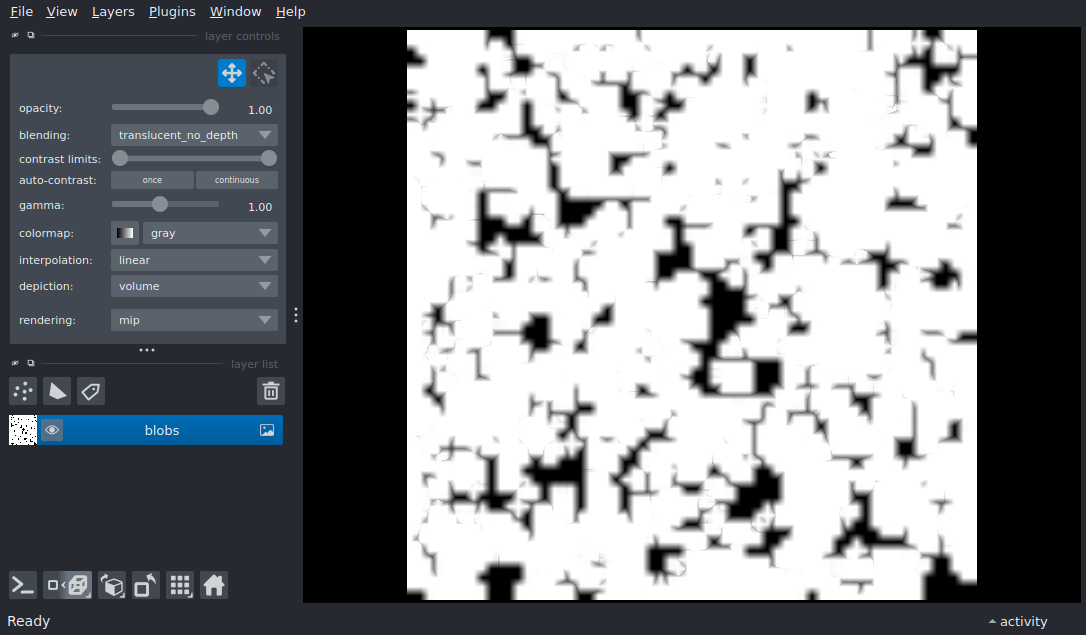 File View Layers Plugins Window Help
layer controls
opacity: 1.00
blending: translucent_no_depth
contrast limits:
auto-contrast: once continuous
gamma: 1.00
colormap: gray
interpolation: linear
depiction: volume
rendering: mip
layer list
blobs
Ready activity